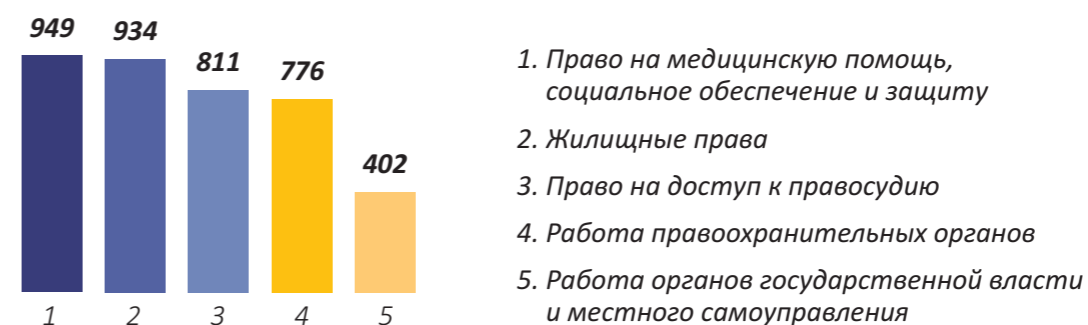 949
934
811
776
402
1
2
3
4
5
1. Право на медицинскую помощь,
социальное обеспечение и защиту
2. Жилищные права
3. Право на доступ к правосудию
4. Работа правоохранительных органов
5. Работа органов государственной власти
и местного самоуправления